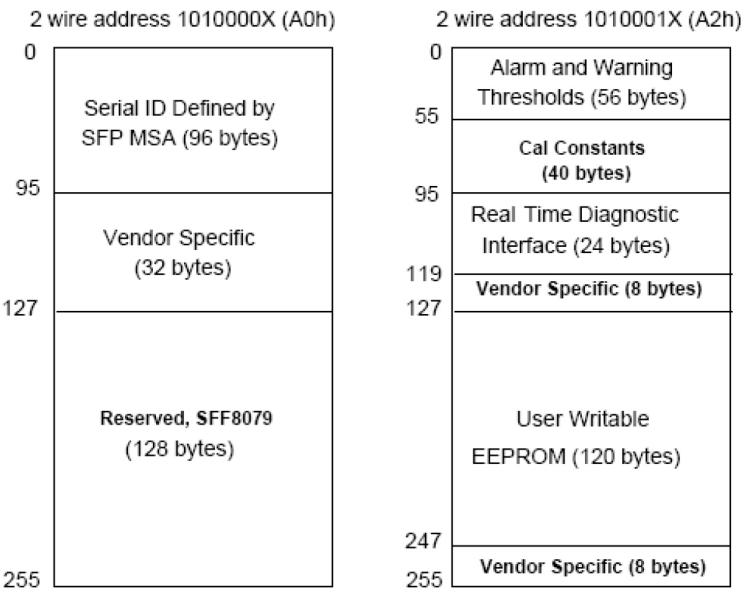 2 wire address 1010000X (A0h)
0
Serial ID Defined by
SFP MSA (96 bytes)
95
Vendor Specific
(32 bytes)
127
Reserved, SFF8079
(128 bytes)
255
2 wire address 1010001X (A2h)
0
Alarm and Warning
Thresholds (56 bytes)
55
Cal Constants
(40 bytes)
95
Real Time Diagnostic
Interface (24 bytes)
119
Vendor Specific (8 bytes)
127
User Writable
EEPROM (120 bytes)
247
Vendor Specific (8 bytes)
255